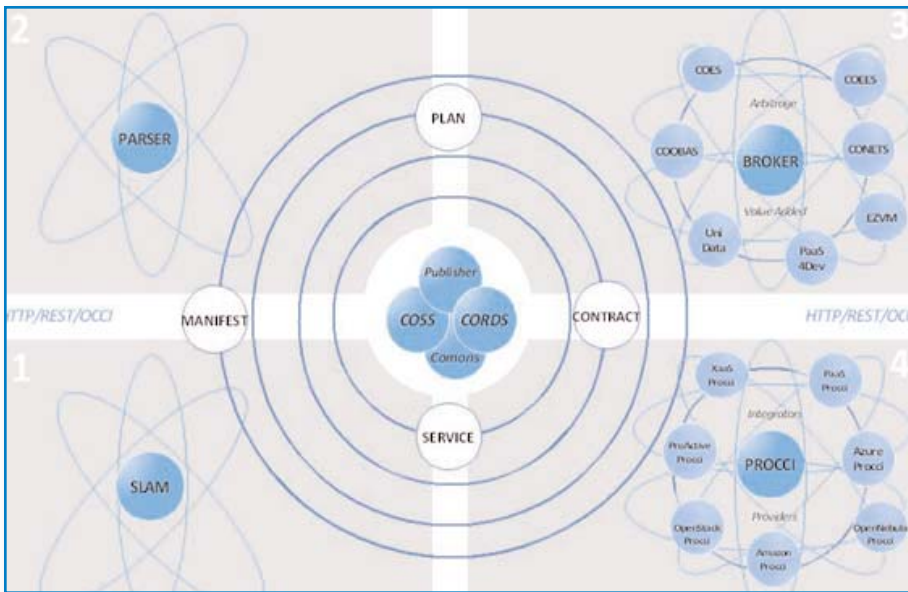 2
PARSER
PLAN
3
COES
COEES
Arbitrage
COOBAS
BROKER
CONETS
Value Added
Uni
Data
PaaS
4Dev
EZVM
HTTP/REST/OCCI
MANIFEST
Publisher
COSS
CORDS
Comons
CONTRACT
HTTP/REST/OCCI
1
SLAM
SERVICE
4
XaaS
Procci
PaaS
Procci
Integrators
ProActive
Procci
PROCCI
Azure
Procci
Providers
OpenStack
Procci
Amazon
Procci
OpenNebula
Procci